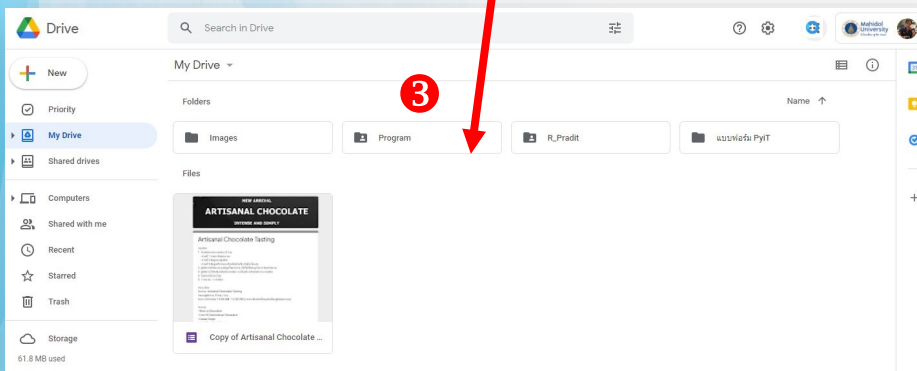 Drive
Search in Drive
Mahidol
University
New
My Drive
3
Priority
Folders
Name
My Drive
Images
Program
R_Pradit
แบบฟอร์ม PyiT
Shared drives
Files
Computers
NEW ARRIVAL
ARTISANAL CHOCOLATE
INTENSE AND SIMPLY
Shared with me
Artisanal Chocolate Tasting
Recent
Starred
Trash
Storage
Copy of Artisanal Chocolate ...
61.8 MB used